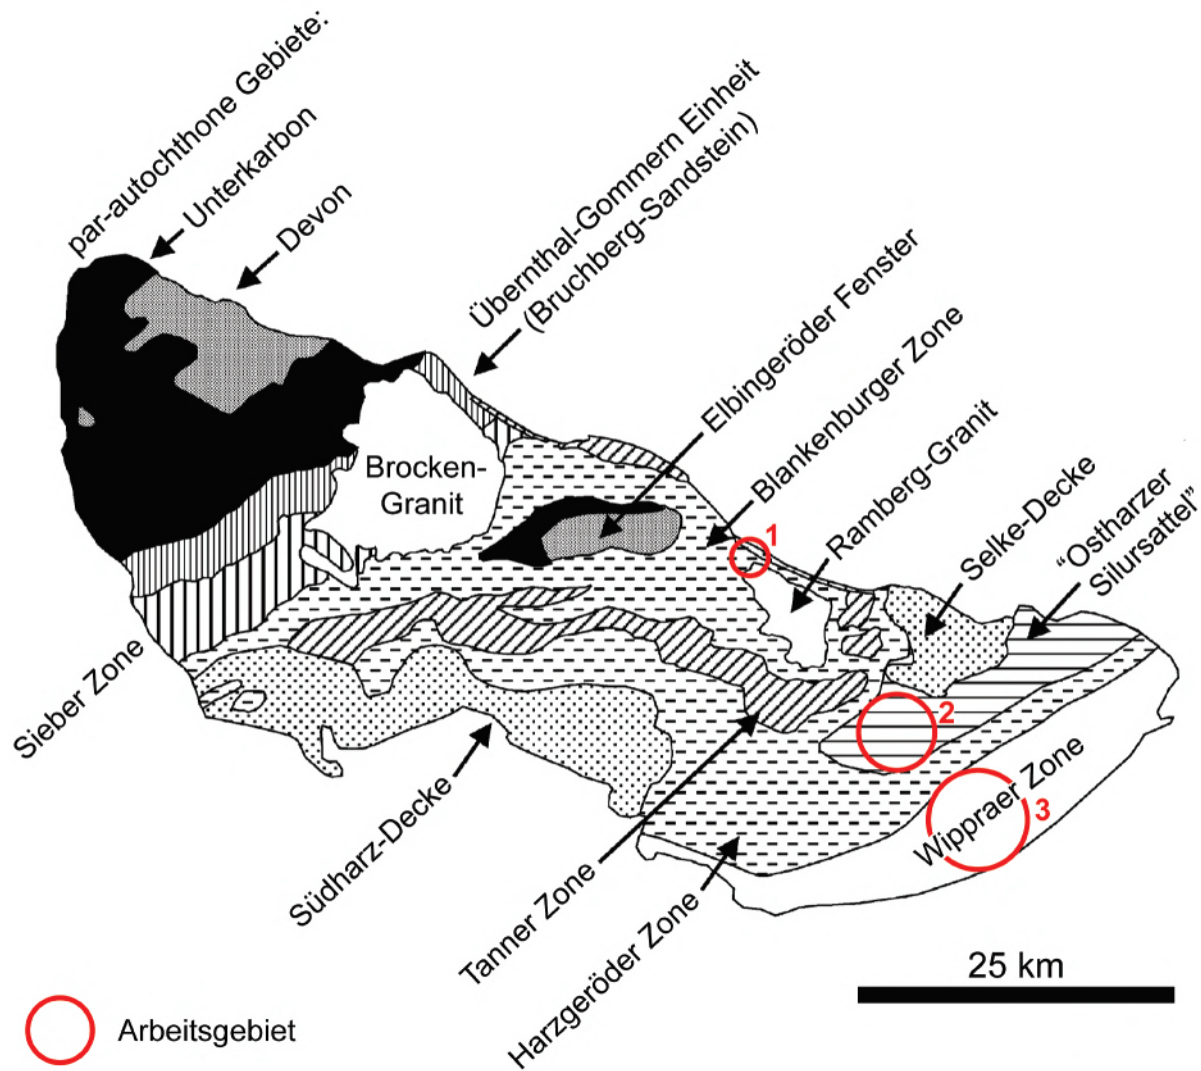 par-autochthone Gebiete:
Unterkarbon
Devon
Übernthal-Gommern Einheit
(Bruchberg-Sandstein)
Elbingeröder Fenster
Blankenburger Zone
Ramberg-Granit
Selke-Decke
“Ostharzer
Silursattel”
Brocken-
Granit
1
2
3
Sieber Zone
Südharz-Decke
Tanner Zone
Harzgeröder Zone
Wippraer Zone
25 km
Arbeitsgebiet